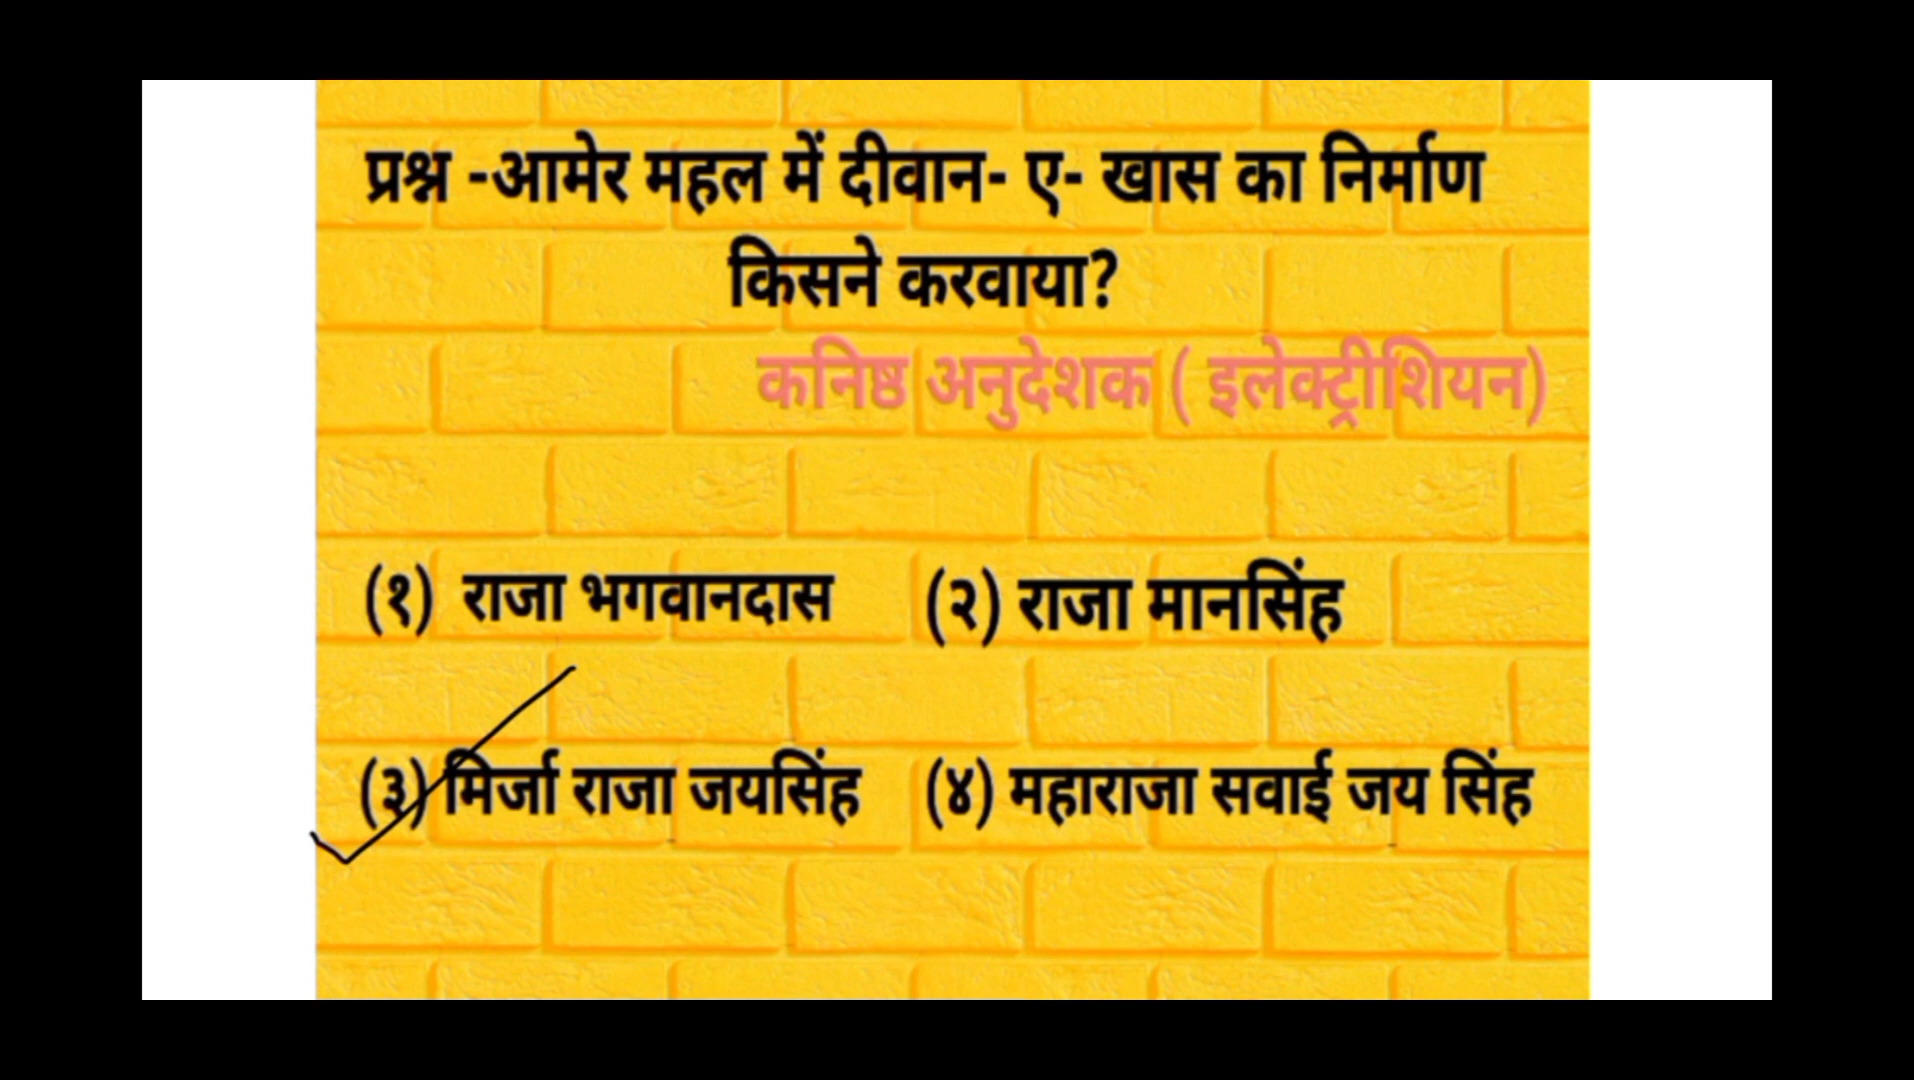 प्रश्न -आमेर महल में दीवान- ए- खास का निर्माण
किसने करवाया?
कनिष्ठ अनुदेशक ( इलेक्ट्रीशियन)
(१) राजा भगवानदास (२) राजा मानसिंह
(३) मिर्जा राजा जयसिंह (४) महाराजा सवाई जय सिंह